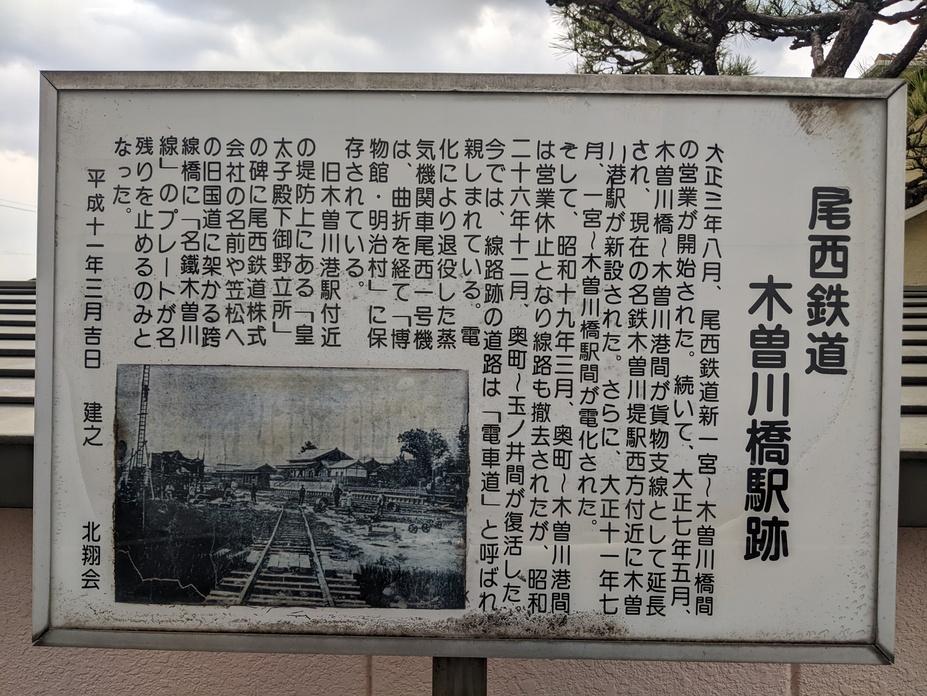 尾西鉄道
木曽川橋駅跡
大正三年八月、尾西鉄道新一宮～木曽川橋間
の営業が開始された。続いて、大正七年五月、
木曽川橋～木曽川港間が貨物支線として延長
され、現在の名鉄木曽川堤駅西方付近に木曽
川港駅が新設された。さらに、大正十一年七
月、一宮～木曽川橋駅間が電化された。
そして、昭和十九年三月、奥町～木曽川港間
は営業休止となり線路も撤去されたが、昭和
二十六年十二月、奥町～玉ノ井間が復活した。
今では、線路跡の道路は「電車道」と呼ばれ
親しまれている。電
化により退役した蒸
気機関車尾西一号機
は、曲折を経て「博
物館・明治村」に保
存されている。
旧木曽川港駅付近
の堤防上にある「皇
太子殿下御野立所」
の碑に尾西鉄道株式
会社の名前や笠松へ
の旧国道に架かる跨
線橋に「名鐵木曽川
線」のプレートが名
残りを止めるのみと
なった。
平成十一年三月吉日 建之 北翔会